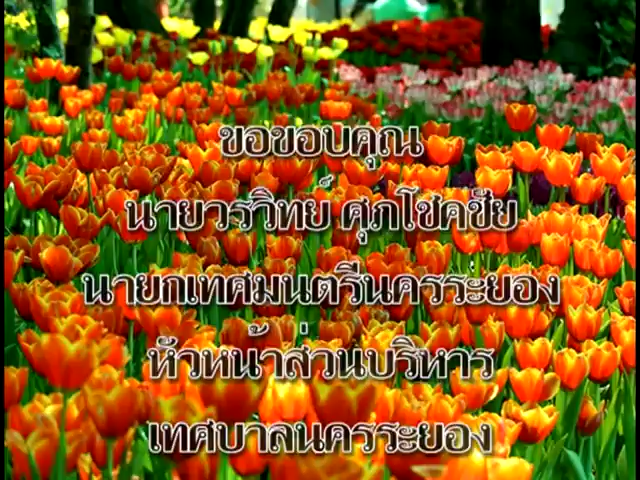 ขอขอบคุณ
นายวรวิทย์ ศุภโชคชัย
นายกเทศมนตรีนครระยอง
หัวหน้าส่วนบริหาร
เทศบาลนครระยอง